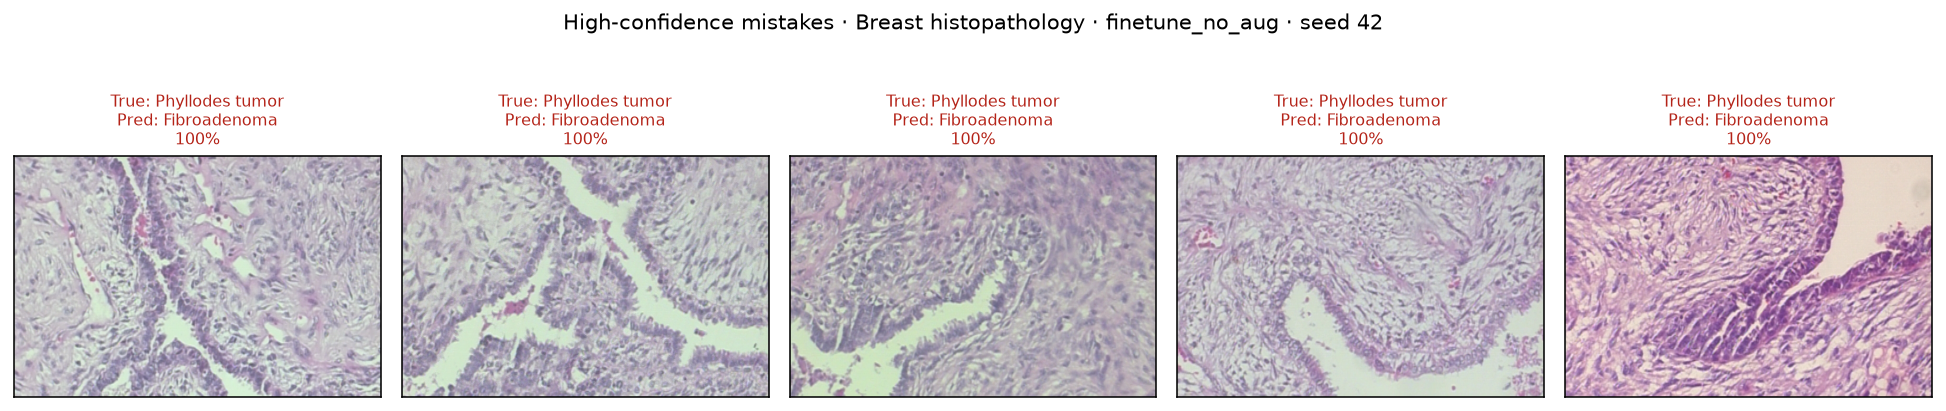 High-confidence mistakes · Breast histopathology · finetune_no_aug · seed 42
True: Phyllodes tumor
Pred: Fibroadenoma
100%
True: Phyllodes tumor
Pred: Fibroadenoma
100%
True: Phyllodes tumor
Pred: Fibroadenoma
100%
True: Phyllodes tumor
Pred: Fibroadenoma
100%
True: Phyllodes tumor
Pred: Fibroadenoma
100%